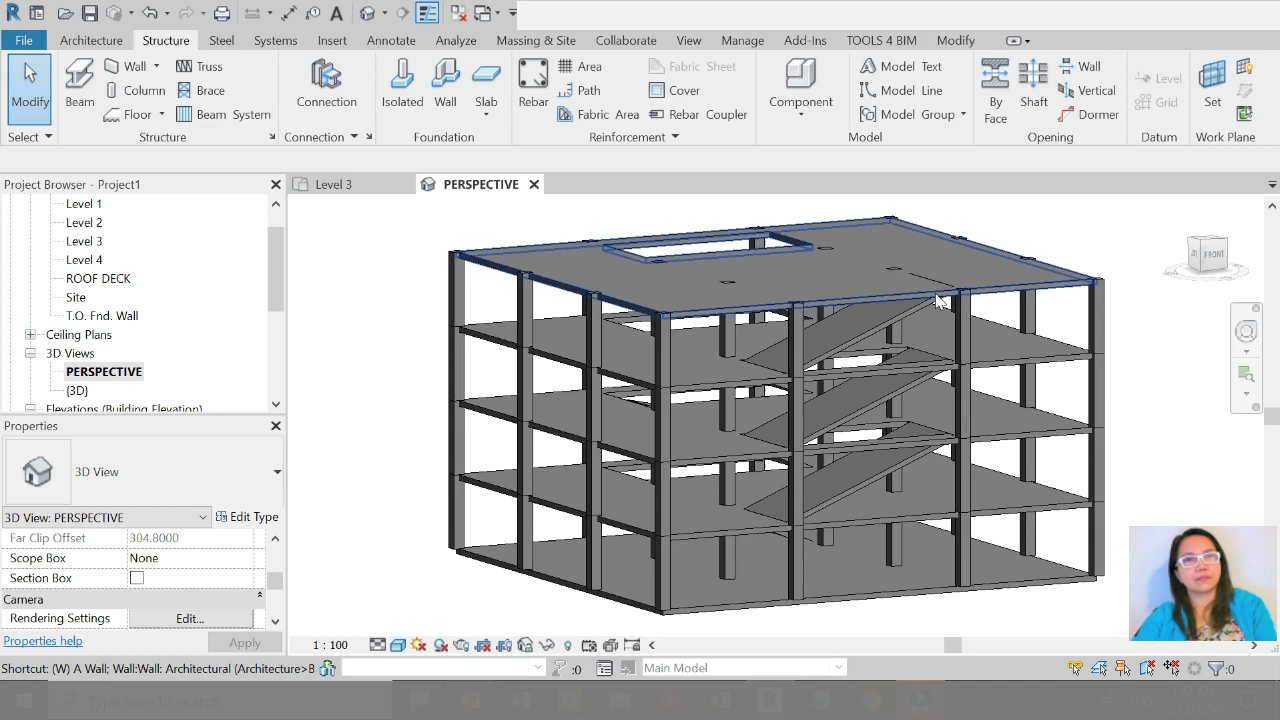 File Architecture Structure Steel Systems Insert Annotate Analyze Massing & Site Collaborate View Manage Add-Ins TOOLS 4 BIM Modify
Wall Truss Area Fabric Sheet Model Text Wall Level
Column Brace Path Cover Model Line Vertical Grid
Floor Beam System Fabric Area Rebar Coupler Model Group Dormer
Modify Beam Connection Isolated Wall Slab Rebar Component By Face Shaft Set
Select Structure Connection Foundation Reinforcement Model Opening Datum Work Plane
Project Browser - Project1
Level 3
PERSPECTIVE
Level 1
Level 2
Level 3
Level 4
ROOF DECK
Site
T.O. Fnd. Wall
Ceiling Plans
3D Views
PERSPECTIVE
{3D}
Elevations (Building Elevation)
FRONT
Properties
3D View
3D View: PERSPECTIVE Edit Type
Far Clip Offset 304.8000
Scope Box None
Section Box
Camera
Rendering Settings Edit...
Properties help Apply
1 : 100
Shortcut: (W) A Wall; Wall:Wall: Architectural (Architecture>B :0 Main Model :0
Type here to search